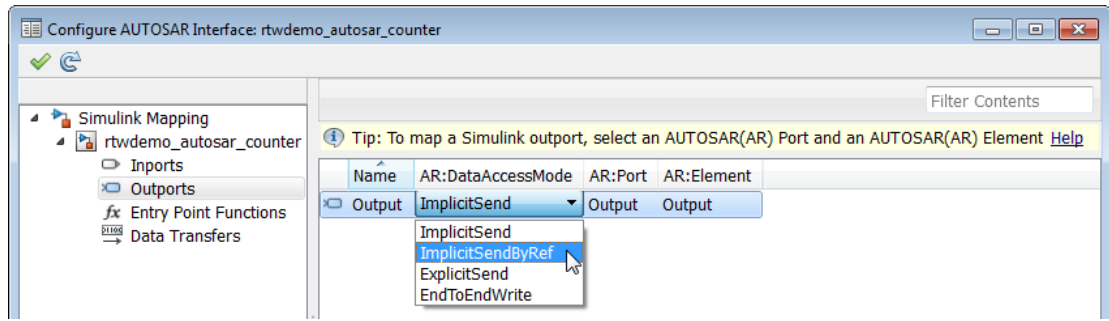 Configure AUTOSAR Interface: rtwdemo_autosar_counter
Filter Contents
Simulink Mapping
rtwdemo_autosar_counter
Inports
Outports
fx Entry Point Functions
Data Transfers
Tip: To map a Simulink outport, select an AUTOSAR(AR) Port and an AUTOSAR(AR) Element Help
Name AR:DataAccessMode AR:Port AR:Element
Output ImplicitSend Output Output
ImplicitSend
ImplicitSendByRef
ExplicitSend
EndToEndWrite